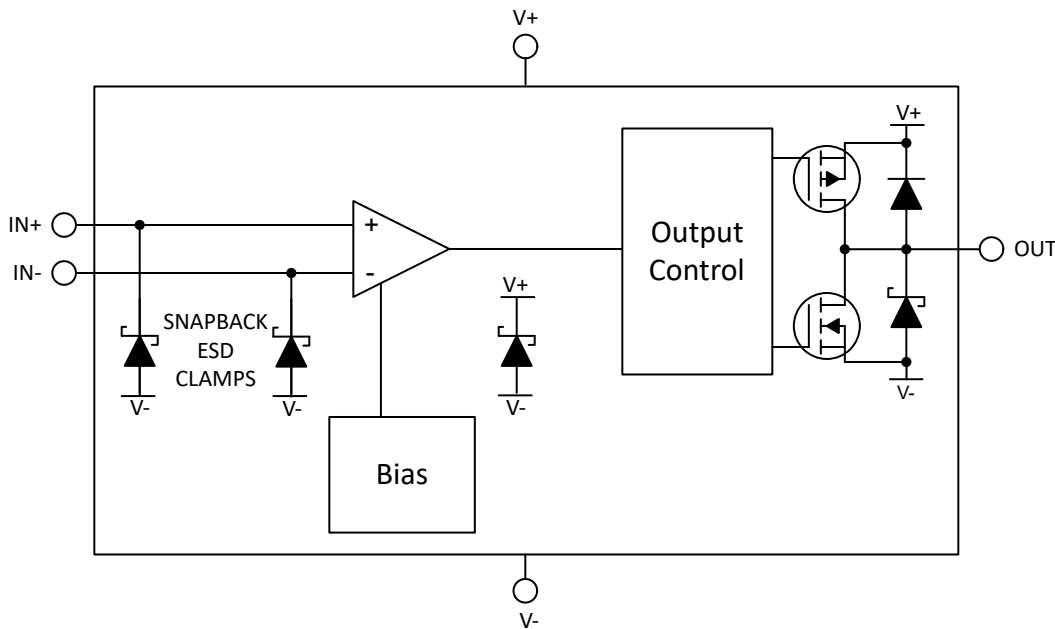 V+
V+
IN+
+
Output
Control
OUT
IN-
-
V+
SNAPBACK
ESD
CLAMPS
V-
V-
V-
V-
Bias
V-